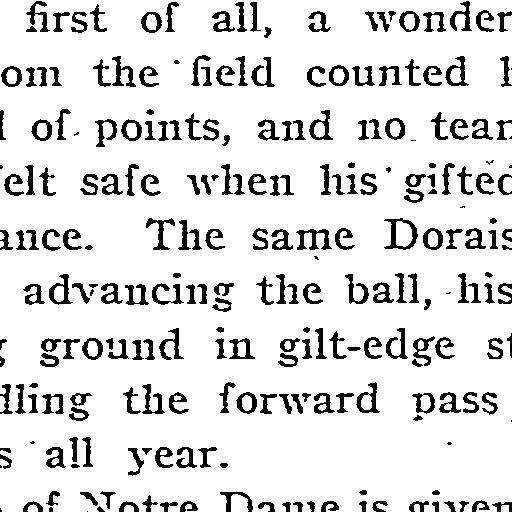 first of all, a wonder
om the field counted
of points, and no tea
elt safe when his gifted
ance. The same Dorais
advancing the ball, his
ground in gilt-edge st
dling the forward pass
s all year.
of Notre Dame is given